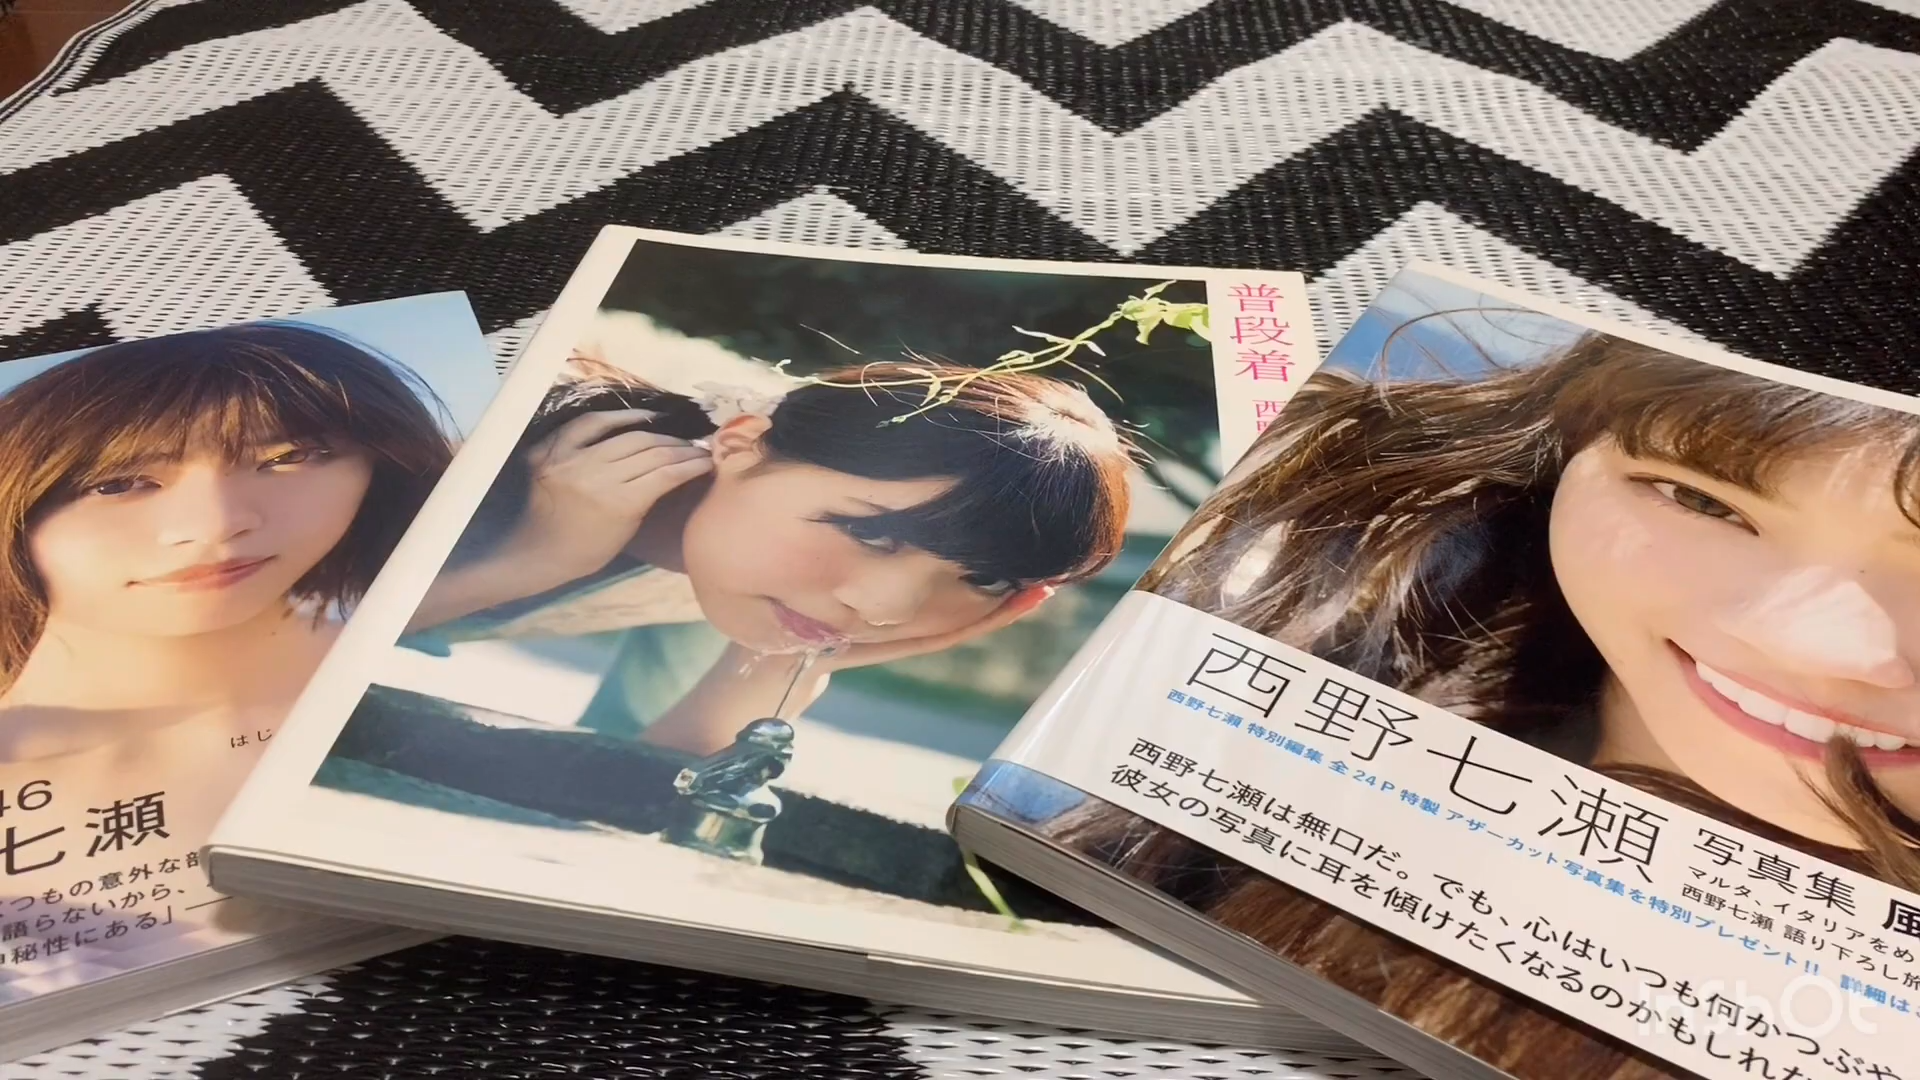 はじ
46
七瀬
つもの意外な部
語らないから、
神秘性にある」—
普段着
西野
西野七瀬 写真集 風
西野七瀬 特別編集 全24P 特製 アザーカット写真集を特別プレゼント!! 詳細は
マルタ、イタリアをめ
西野七瀬 語り下ろし旅
西野七瀬は無口だ。でも、心はいつも何かつぶや
彼女の写真に耳を傾けたくなるのかもしれな
InShOt